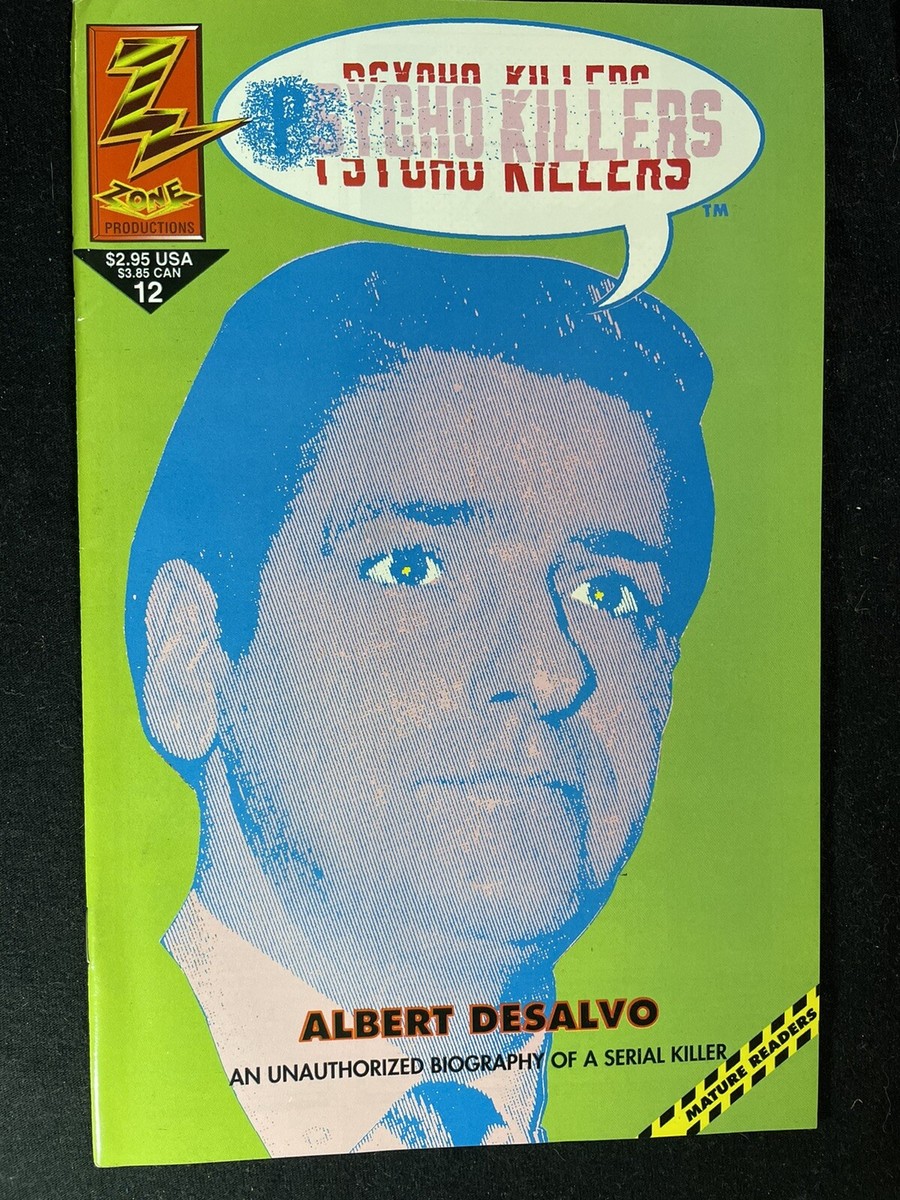 PSYCHO KILLERS
PSYCHO KILLERS
PSYCHO KILLERS
TM
Z
ZONE
PRODUCTIONS
$2.95 USA
$3.85 CAN
12
ALBERT DESALVO
AN UNAUTHORIZED BIOGRAPHY OF A SERIAL KILLER
MATURE READERS